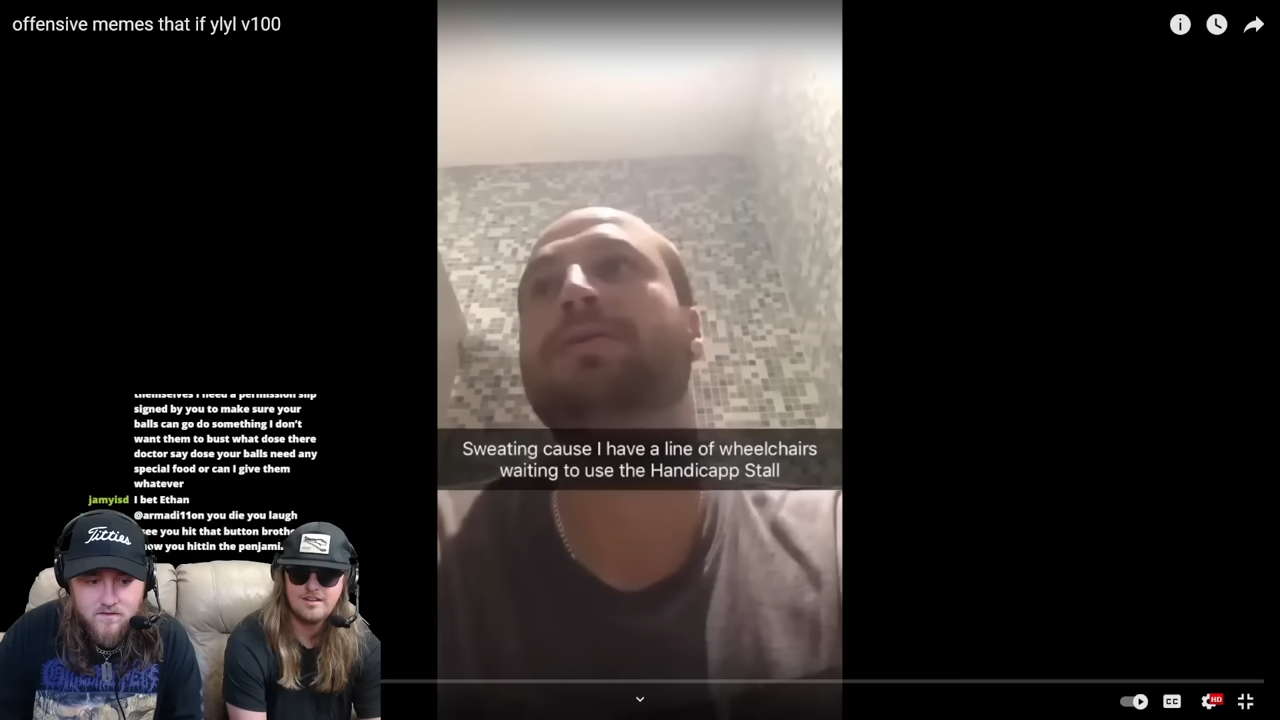 offensive memes that if ylyl v100
Sweating cause I have a line of wheelchairs
waiting to use the Handicapp Stall
themselves I need a permission slip
signed by you to make sure your
balls can go do something I don't
want them to bust what dose there
doctor say dose your balls need any
special food or can I give them
whatever
jamyisd I bet Ethan
@armadi11on you die you laugh
see you hit that button
you hittin the penjami.
Titties
HD
CC